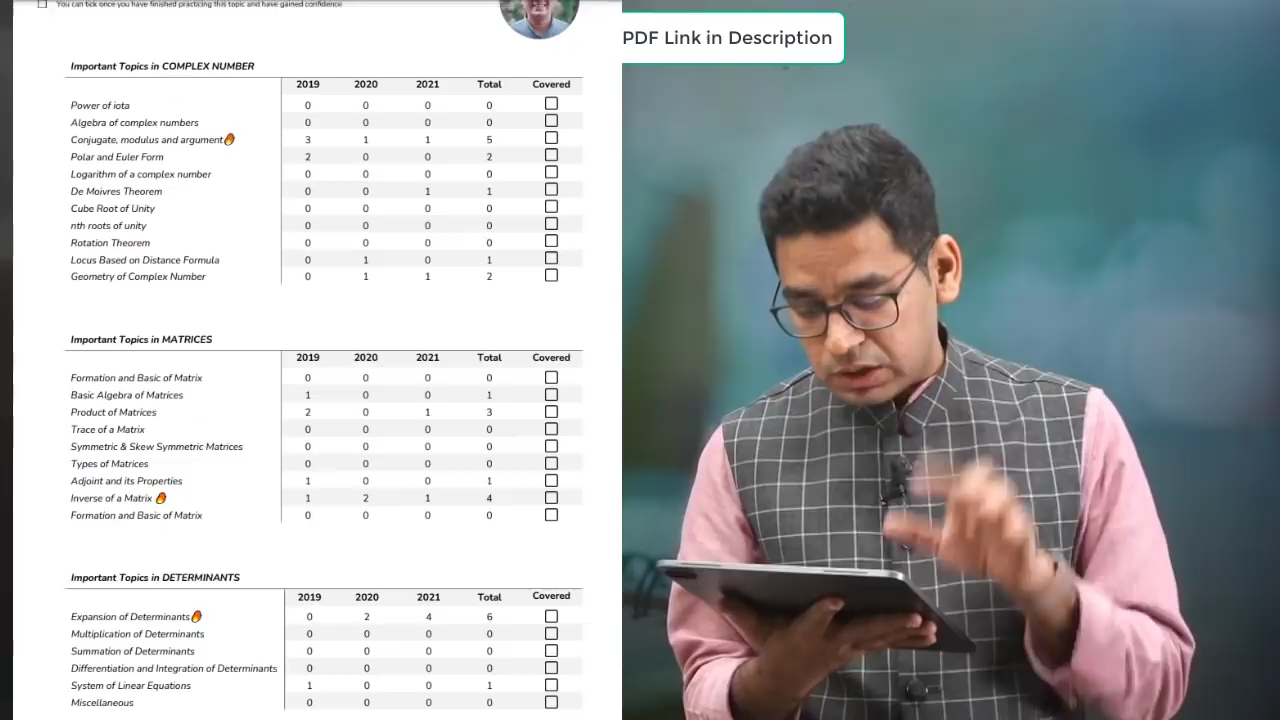 You can tick once you have finished practicing this topic and have gained confidence
PDF Link in Description
Important Topics in COMPLEX NUMBER
2019 2020 2021 Total Covered
Power of iota 0 0 0 0
Algebra of complex numbers 0 0 0 0
Conjugate, modulus and argument 3 1 1 5
Polar and Euler Form 2 0 0 2
Logarithm of a complex number 0 0 0 0
De Moivres Theorem 0 0 1 1
Cube Root of Unity 0 0 0 0
nth roots of unity 0 0 0 0
Rotation Theorem 0 0 0 0
Locus Based on Distance Formula 0 1 0 1
Geometry of Complex Number 0 1 1 2
Important Topics in MATRICES
2019 2020 2021 Total Covered
Formation and Basic of Matrix 0 0 0 0
Basic Algebra of Matrices 1 0 0 1
Product of Matrices 2 0 1 3
Trace of a Matrix 0 0 0 0
Symmetric & Skew Symmetric Matrices 0 0 0 0
Types of Matrices 0 0 0 0
Adjoint and its Properties 1 0 0 1
Inverse of a Matrix 1 2 1 4
Formation and Basic of Matrix 0 0 0 0
Important Topics in DETERMINANTS
2019 2020 2021 Total Covered
Expansion of Determinants 0 2 4 6
Multiplication of Determinants 0 0 0 0
Summation of Determinants 0 0 0 0
Differentiation and Integration of Determinants 0 0 0 0
System of Linear Equations 1 0 0 1
Miscellaneous 0 0 0 0